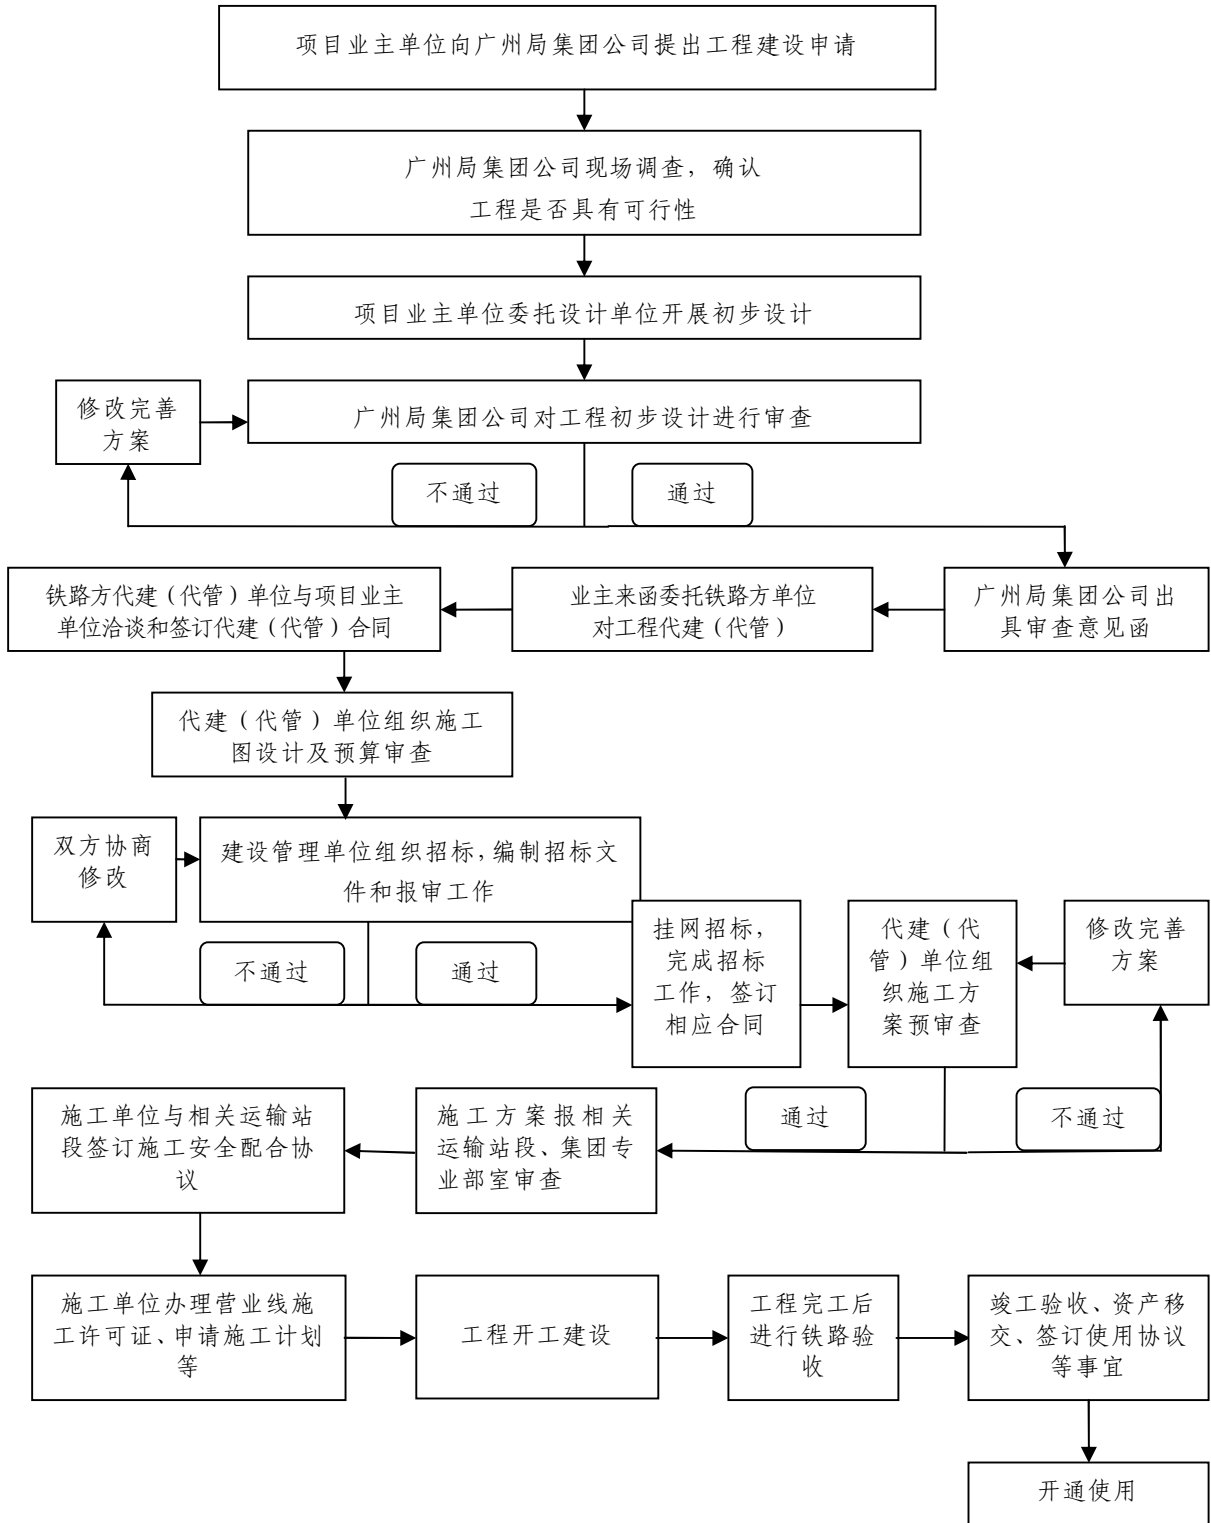 项目业主单位向广州局集团公司提出工程建设申请
广州局集团公司现场调查，确认
工程是否具有可行性
项目业主单位委托设计单位开展初步设计
修改完善
方案
广州局集团公司对工程初步设计进行审查
不通过
通过
铁路方代建（代管）单位与项目业主
单位洽谈和签订代建（代管）合同
业主来函委托铁路方单位
对工程代建（代管）
广州局集团公司出
具审查意见函
代建（代管）单位组织施工
图设计及预算审查
双方协商
修改
建设管理单位组织招标，编制招标文
件和报审工作
不通过
通过
挂网招标，
完成招标
工作，签订
相应合同
代建（代
管）单位组
织施工方
案预审查
修改完善
方案
施工单位与相关运输站
段签订施工安全配合协
议
施工方案报相关
运输站段、集团专
业部室审查
通过
不通过
施工单位办理营业线施
工许可证、申请施工计划
等
工程开工建设
工程完工后
进行铁路验
收
竣工验收、资产移
交、签订使用协议
等事宜
开通使用